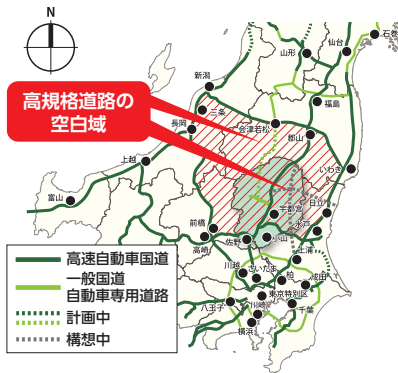 N
石巻
仙台
山形
新潟
高規格道路の
空白域
福島
三条
会津若松
長岡
郡山
上越
いわき
富山
日立
宇都宮
水戸
前橋
小山
佐野
高崎
土浦
高速自動車国道
川越
さいたま
柏
成田
一般国道
自動車専用道路
東京特別区
八王子
川崎
千葉
計画中
横浜
構想中